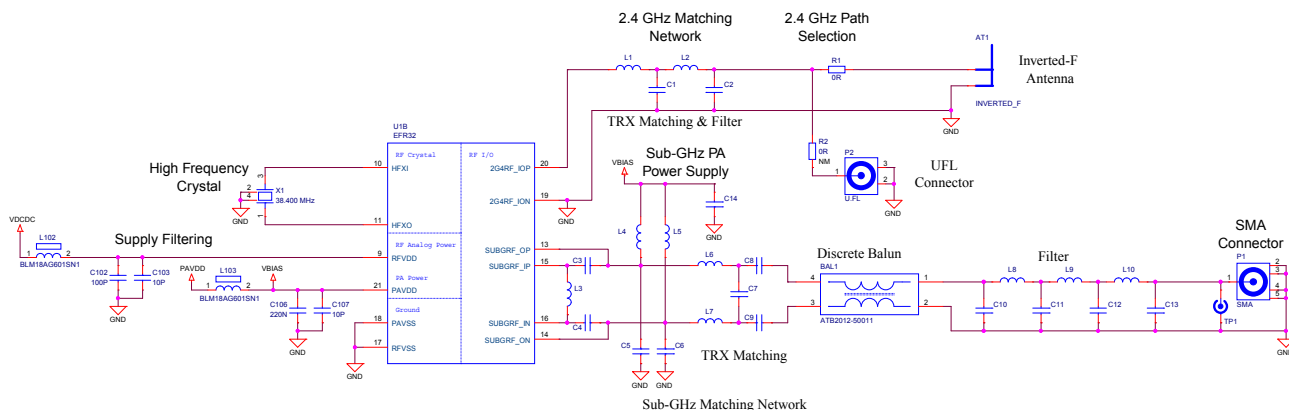 2.4 GHz Matching
Network
2.4 GHz Path
Selection
AT1
Inverted-F
Antenna
INVERTED_F
L1
L2
R1
0R
C1
C2
TRX Matching & Filter
GND
R2
0R
NM
P2
UFL
Connector
1
3
2
U.FL
GND
U1B
EFR32
RF Crystal
RF I/O
High Frequency
Crystal
10
HFXI
2G4RF_IOP
20
3
2
4
X1
38.400 MHz
GND
1
11
HFXO
2G4RF_ION
19
GND
Sub-GHz PA
Power Supply
VBIAS
C14
GND
L4
L5
VDCDC
L102
1
2
BLM18AG601SN1
Supply Filtering
C102
100P
C103
10P
GND
RF Analog Power
9
RFVDD
PA Power
21
PAVDD
Ground
18
PAVSS
17
RFVSS
GND
PAVDD
L103
1
2
BLM18AG601SN1
VBIAS
C106
220N
C107
10P
GND
SUBGRF_OP
13
SUBGRF_IP
15
SUBGRF_IN
16
SUBGRF_ON
14
C3
L3
C4
L6
C8
C7
L7
C9
C5
C6
GND
GND
TRX Matching
Discrete Balun
BAL1
4
3
1
2
ATB2012-50011
Filter
L8
L9
L10
C10
C11
C12
C13
TP1
SMA
Connector
P1
1
2
3
4
5
SMA
GND
Sub-GHz Matching Network